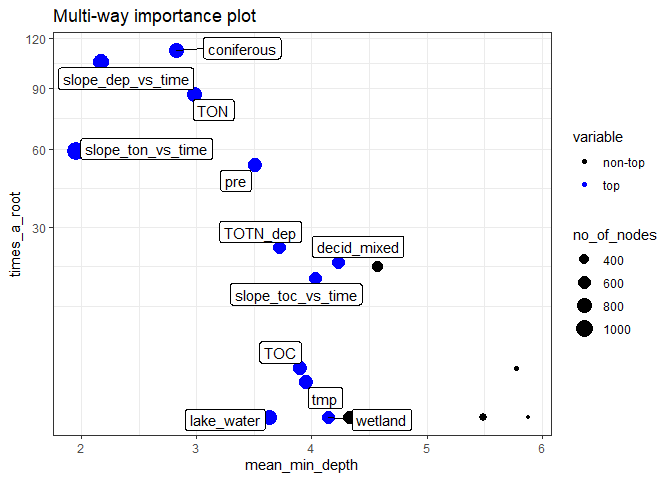 Multi-way importance plot
120
90
60
30
times_a_root
coniferous
slope_dep_vs_time
TON
slope_ton_vs_time
pre
TOTN_dep
decid_mixed
slope_toc_vs_time
TOC
tmp
lake_water
wetland
2
3
4
5
6
mean_min_depth
variable
non-top
top
no_of_nodes
400
600
800
1000